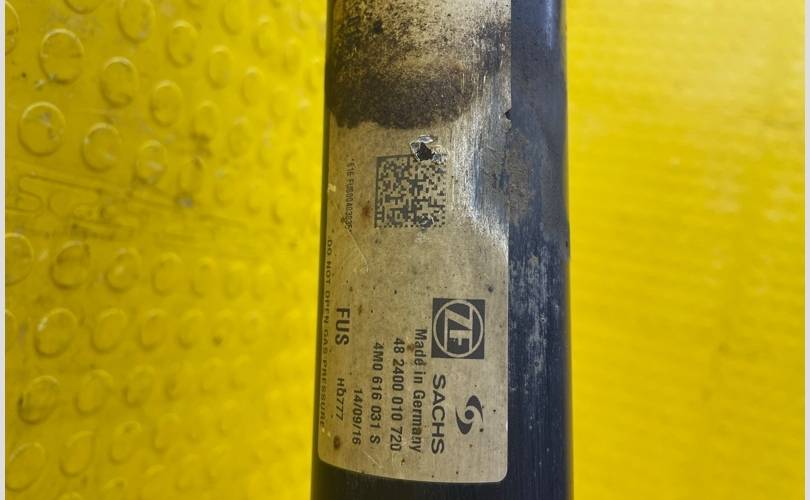 ZF SACHS
Made in Germany
48 2400 010 720
4M0 616 031 S
14/09/16
FUS
H0777
DO NOT OPEN GAS PRESSURE